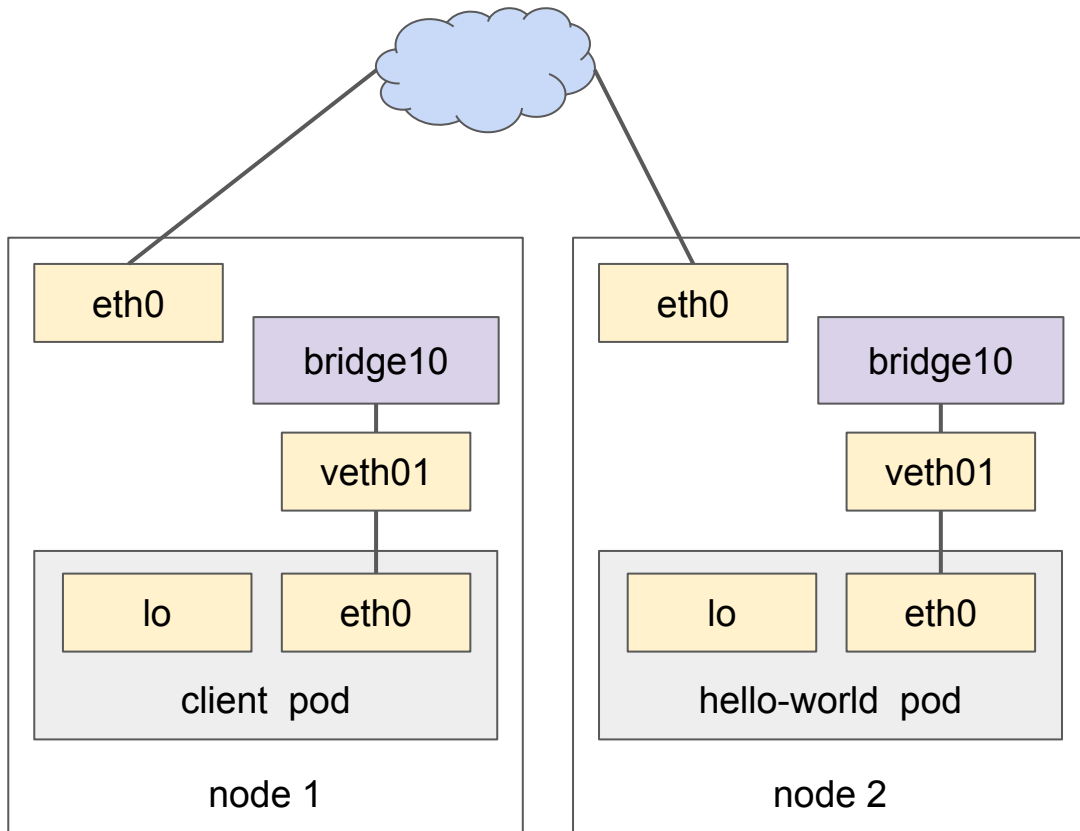 eth0
bridge10
veth01
lo
eth0
client pod
node 1
eth0
bridge10
veth01
lo
eth0
hello-world pod
node 2